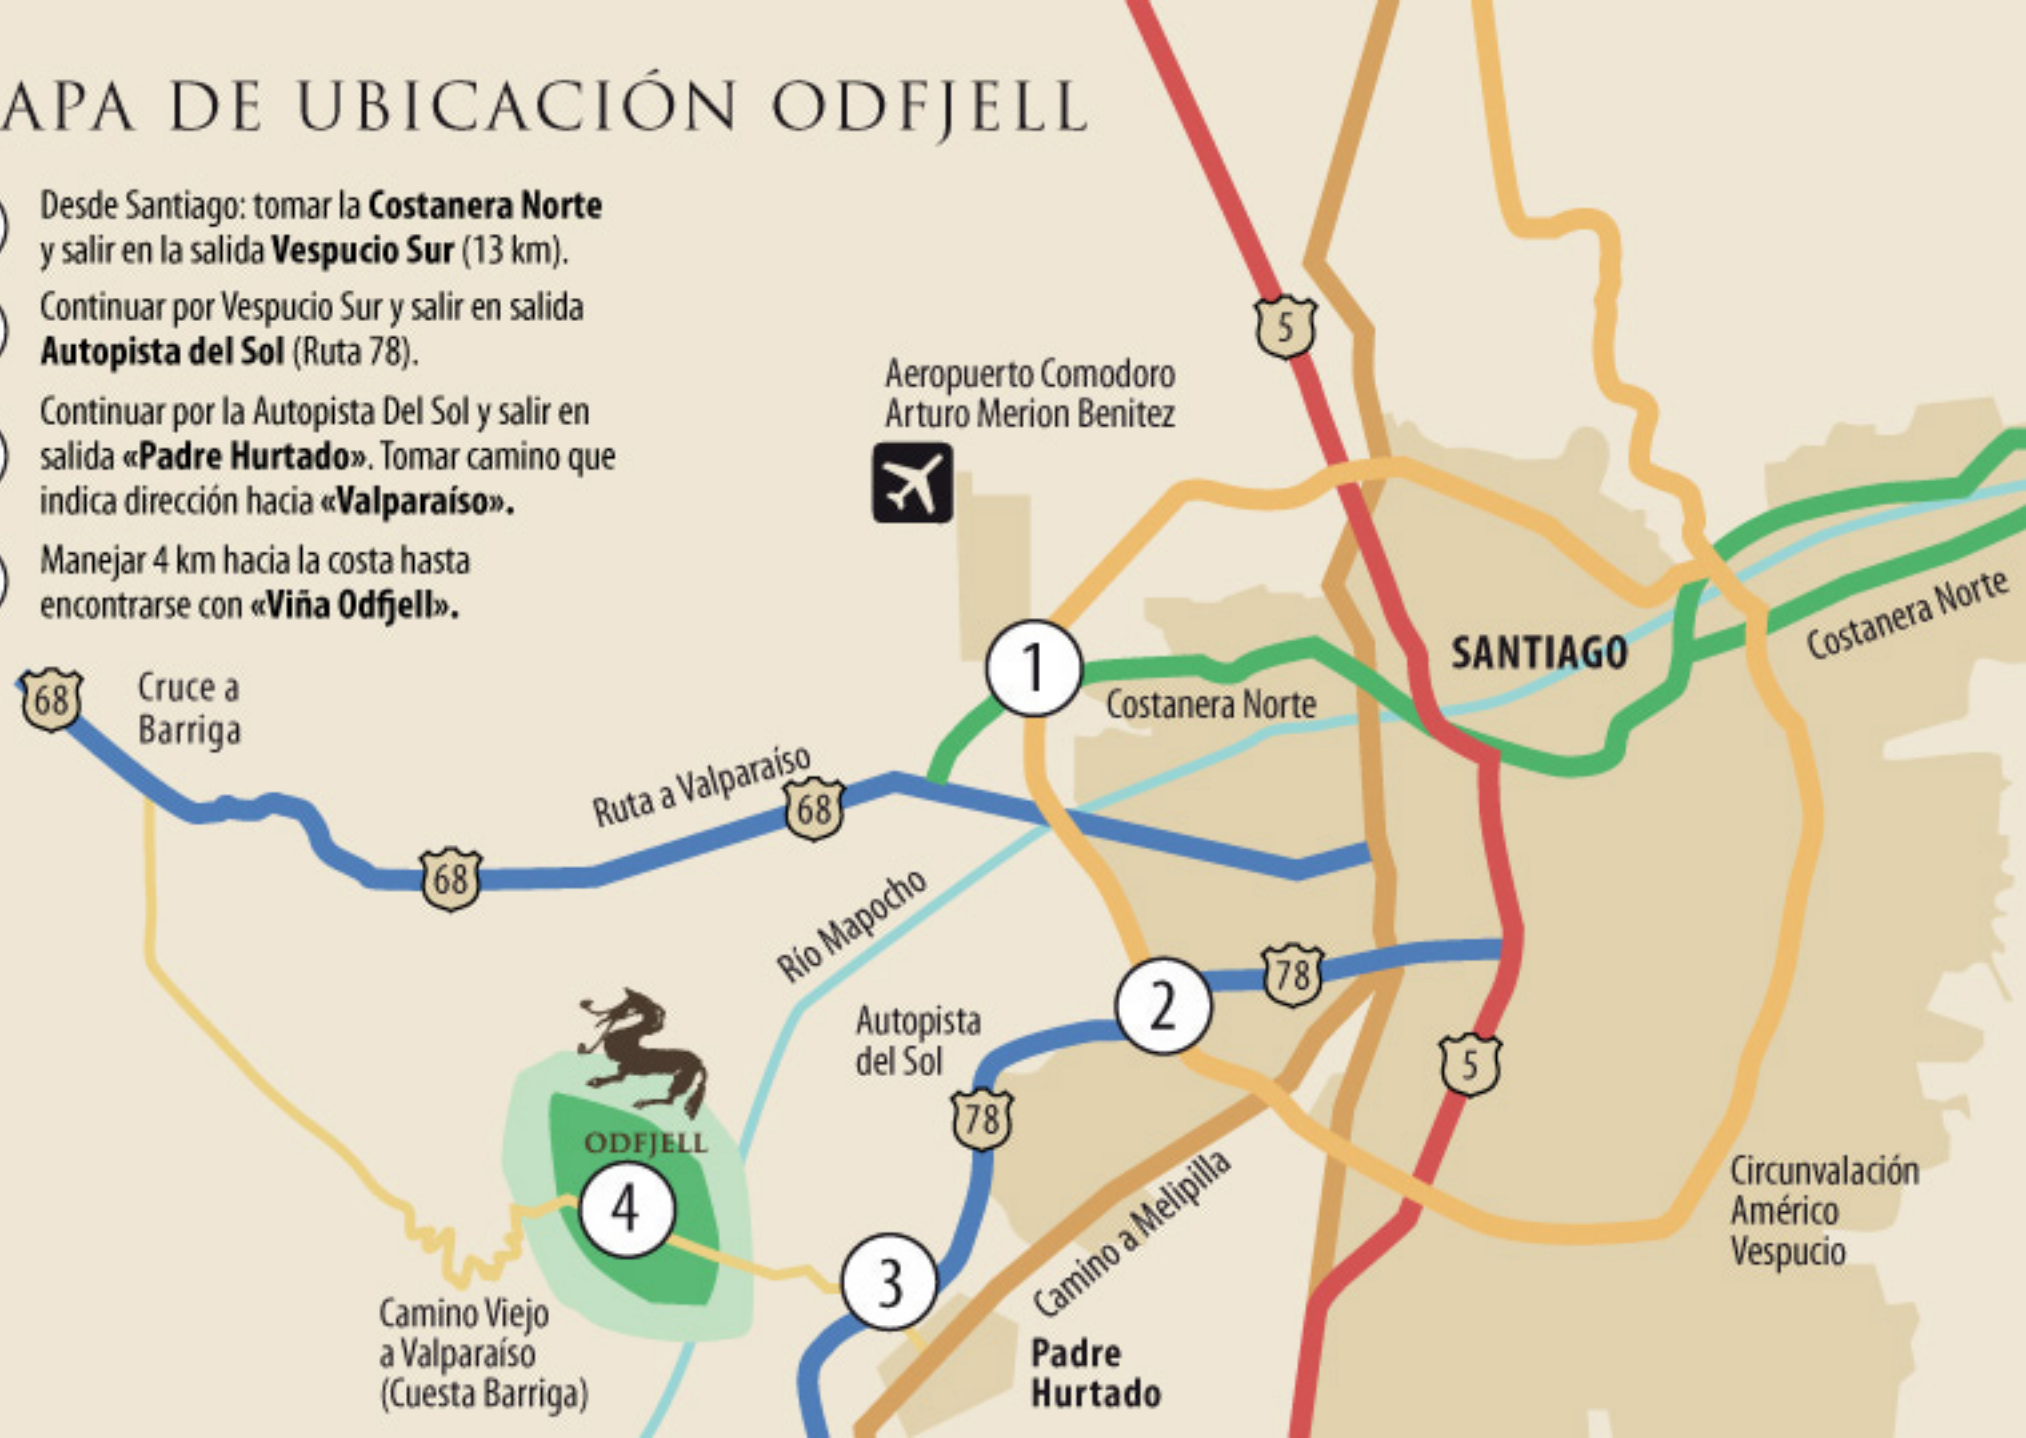 APA DE UBICACIÓN ODFJELL
Desde Santiago: tomar la Costanera Norte
y salir en la salida Vespucio Sur (13 km).
Continuar por Vespucio Sur y salir en salida
Autopista del Sol (Ruta 78).
Continuar por la Autopista Del Sol y salir en
salida «Padre Hurtado». Tomar camino que
indica dirección hacia «Valparaíso».
Manejar 4 km hacia la costa hasta
encontrarse con «Viña Odfjell».
5
Aeropuerto Comodoro
Arturo Merion Benitez
1
SANTIAGO
Costanera Norte
Costanera Norte
68
Cruce a
Barriga
Ruta a Valparaíso
68
68
Río Mapocho
78
2
Autopista
del Sol
5
78
ODFJELL
4
3
Camino a Melipilla
Circunvalación
Américo
Vespucio
Camino Viejo
a Valparaíso
(Cuesta Barriga)
Padre
Hurtado